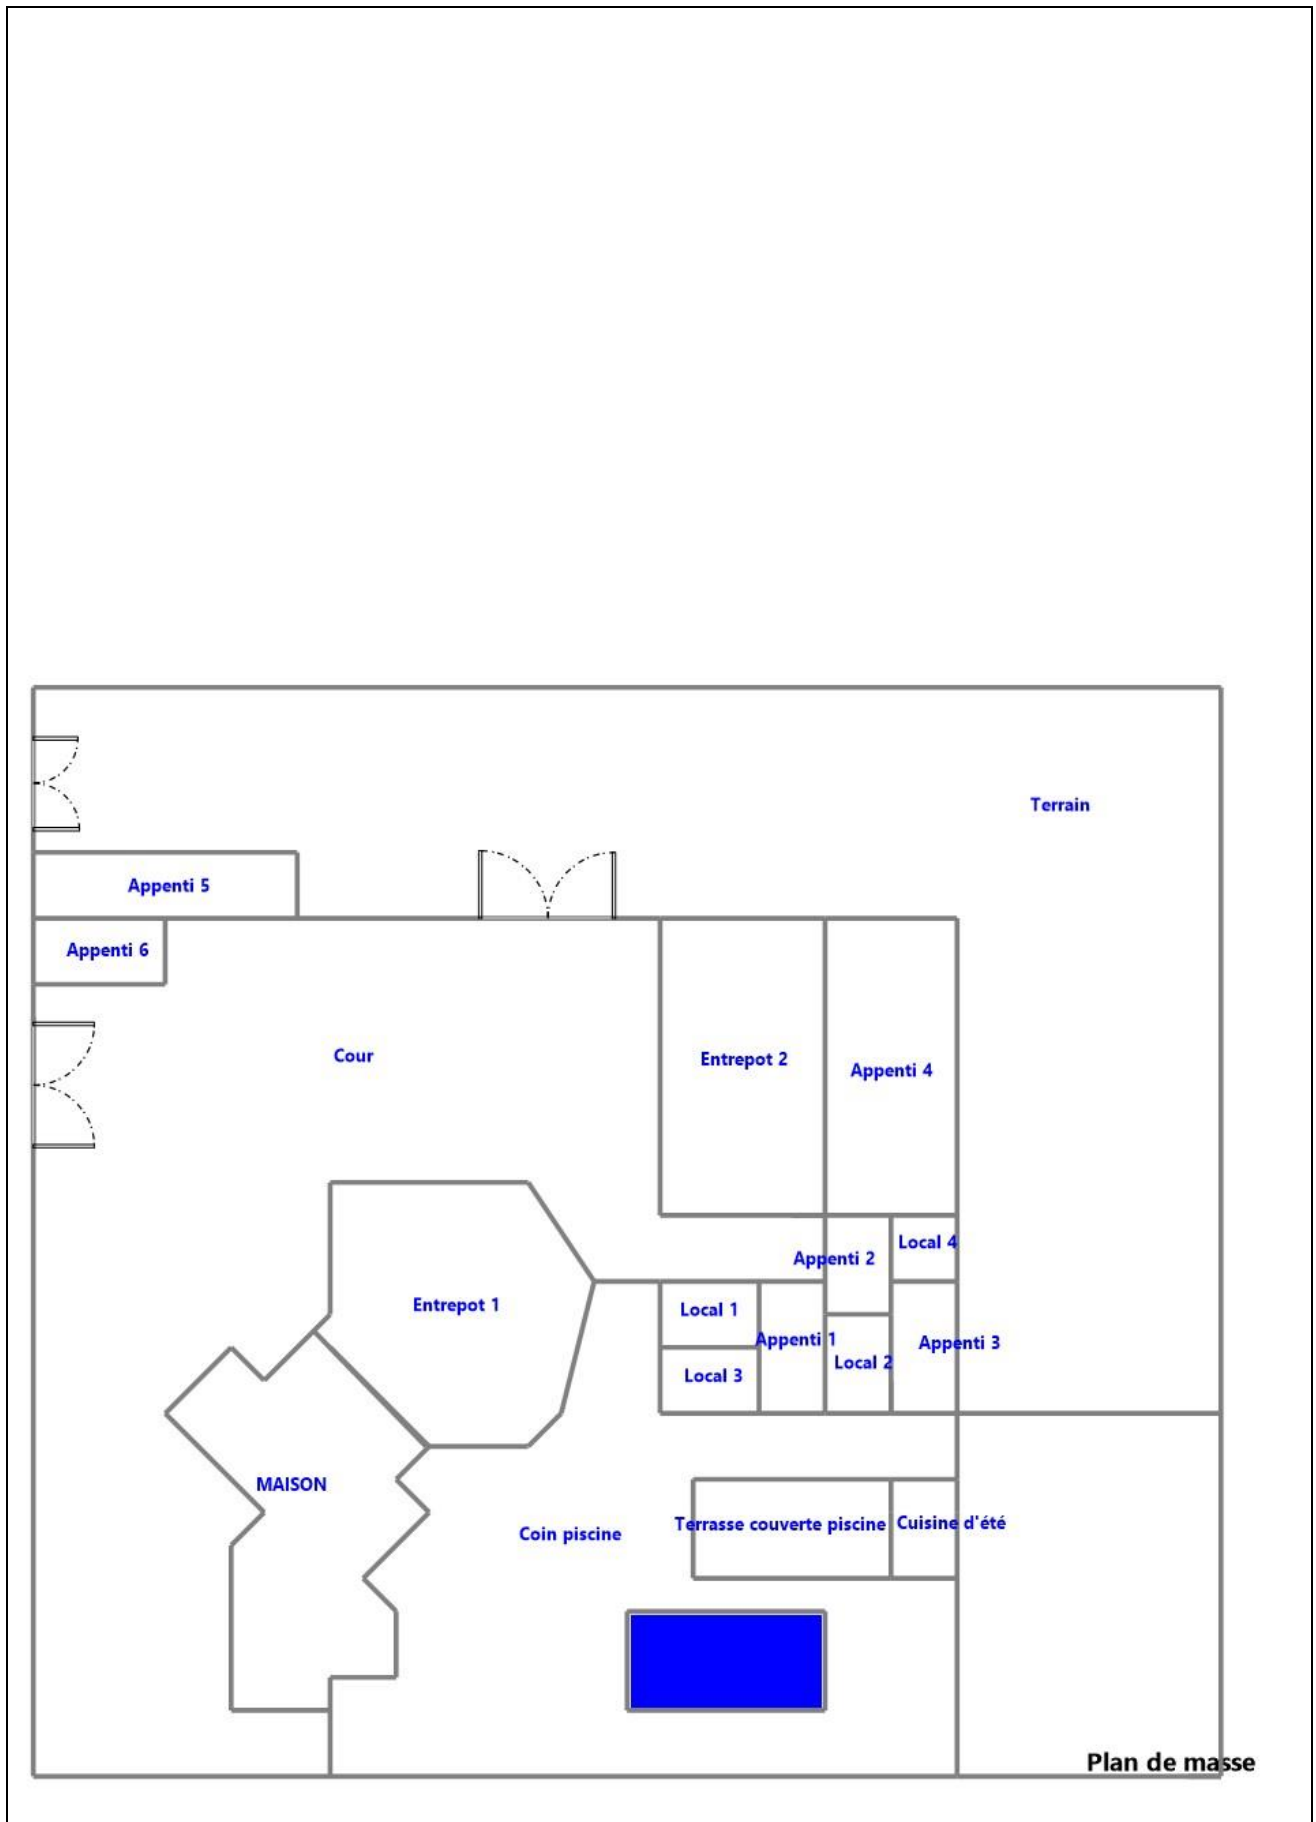 Terrain
Appenti 5
Appenti 6
Cour
Entrepot 2
Appenti 4
Local 4
Appenti 2
Entrepot 1
Local 1
Appenti 1
Appenti 3
Local 2
Local 3
MAISON
Coin piscine
Terrasse couverte piscine
Cuisine d'été
Plan de masse